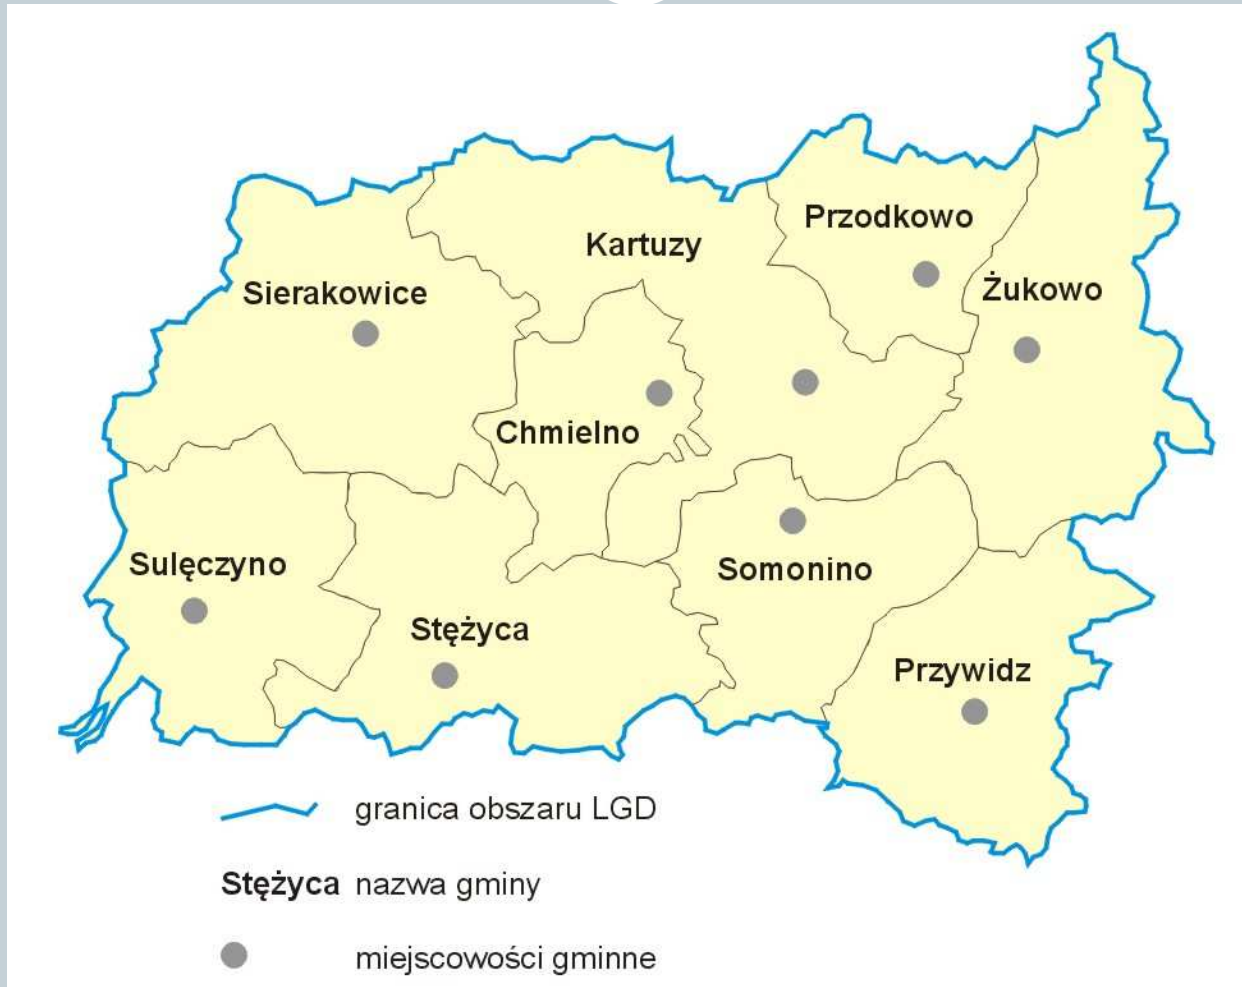 Przodkowo
Kartuzy
Żukowo
Sierakowice
Chmielno
Sulęczyno
Somonino
Stężyca
Przywidz
granica obszaru LGD
Stężyca nazwa gminy
miejscowości gminne